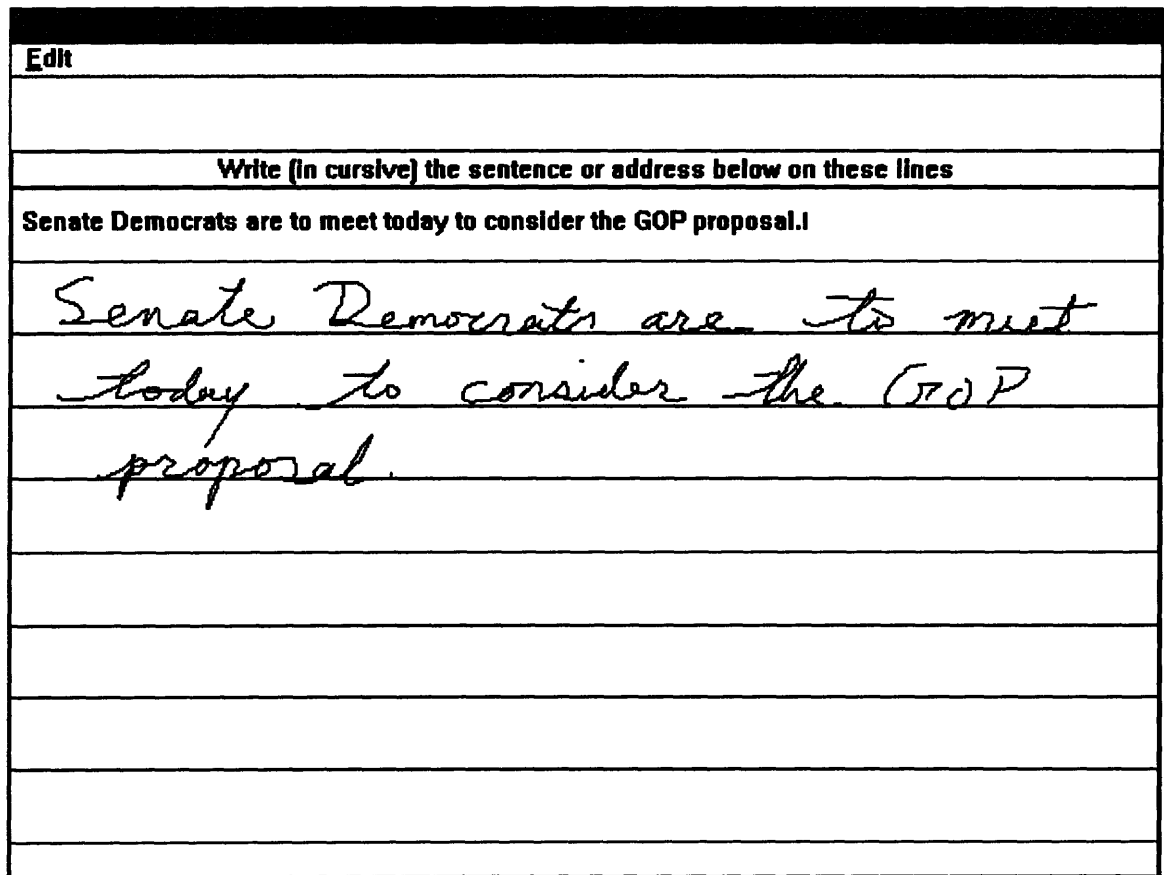 Edit
Write (in cursive) the sentence or address below on these lines
Senate Democrats are to meet today to consider the GOP proposal.
Senate Democrats are to meet
today to consider the GOP
proposal.